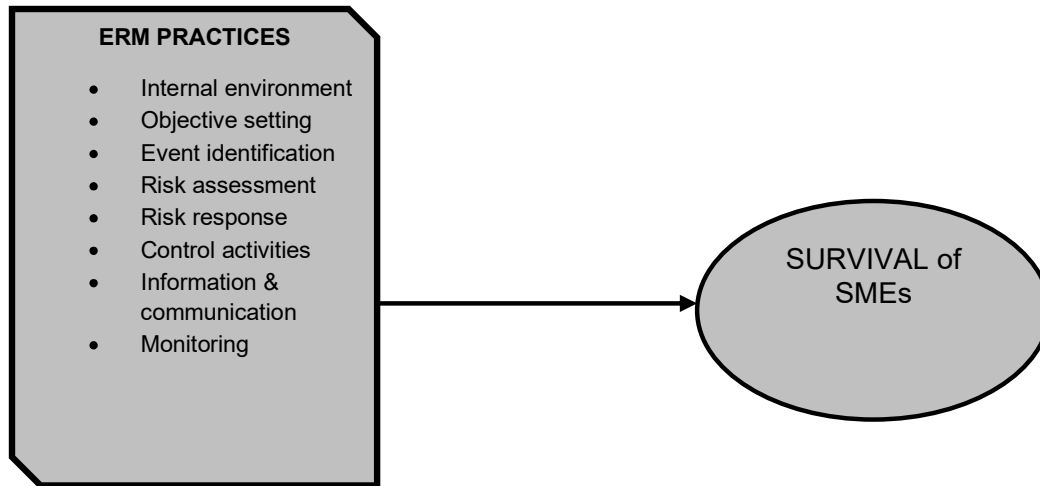 ERM PRACTICES
• Internal environment
• Objective setting
• Event identification
• Risk assessment
• Risk response
• Control activities
• Information &
communication
• Monitoring
SURVIVAL of
SMEs